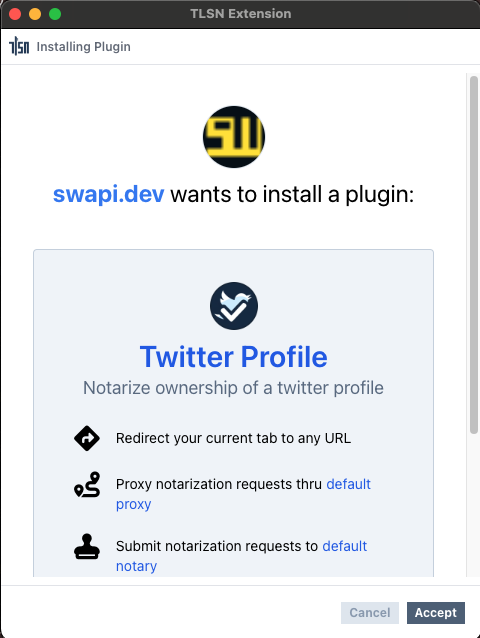 TLSN Extension
TLSN Installing Plugin
SW
swapi.dev wants to install a plugin:
Twitter Profile
Notarize ownership of a twitter profile
Redirect your current tab to any URL
Proxy notarization requests thru default
proxy
Submit notarization requests to default
notary
Cancel Accept